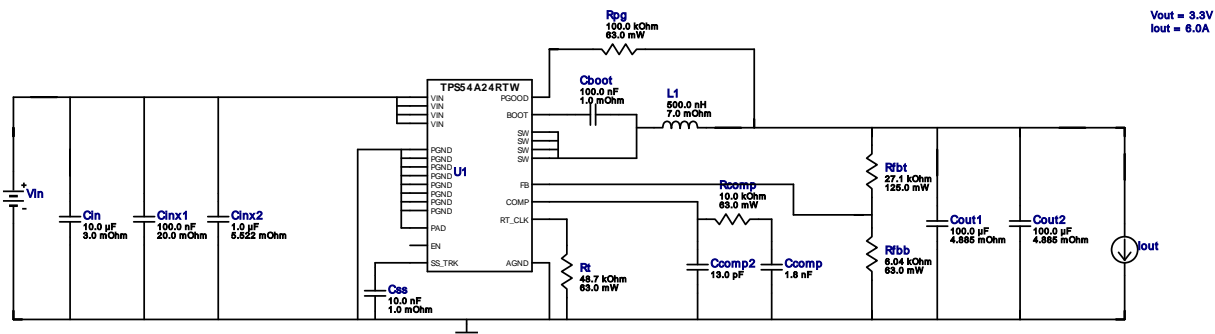 Vout = 3.3V
Iout = 6.0A
Rpg
100.0 kOhm
63.0 mW
TPS54A24RTW
VIN
VIN
VIN
VIN
PGND
PGND
PGND
PGND
PGND
PGND
PGND
PGND
PAD
EN
SS_TRK
U1
PGOOD
BOOT
SW
SW
SW
SW
FB
COMP
RT_CLK
AGND
Cboot
100.0 nF
1.0 mOhm
L1
500.0 nH
7.0 mOhm
+
Vin
-
Cin
10.0 µF
3.0 mOhm
Cinx1
100.0 nF
20.0 mOhm
Cinx2
1.0 µF
5.522 mOhm
Css
10.0 nF
1.0 mOhm
Rt
48.7 kOhm
63.0 mW
Rcomp
10.0 kOhm
63.0 mW
Ccomp2
13.0 pF
Ccomp
1.8 nF
Rfbt
27.1 kOhm
125.0 mW
Rfbb
6.04 kOhm
63.0 mW
Cout1
100.0 µF
4.885 mOhm
Cout2
100.0 µF
4.885 mOhm
Iout